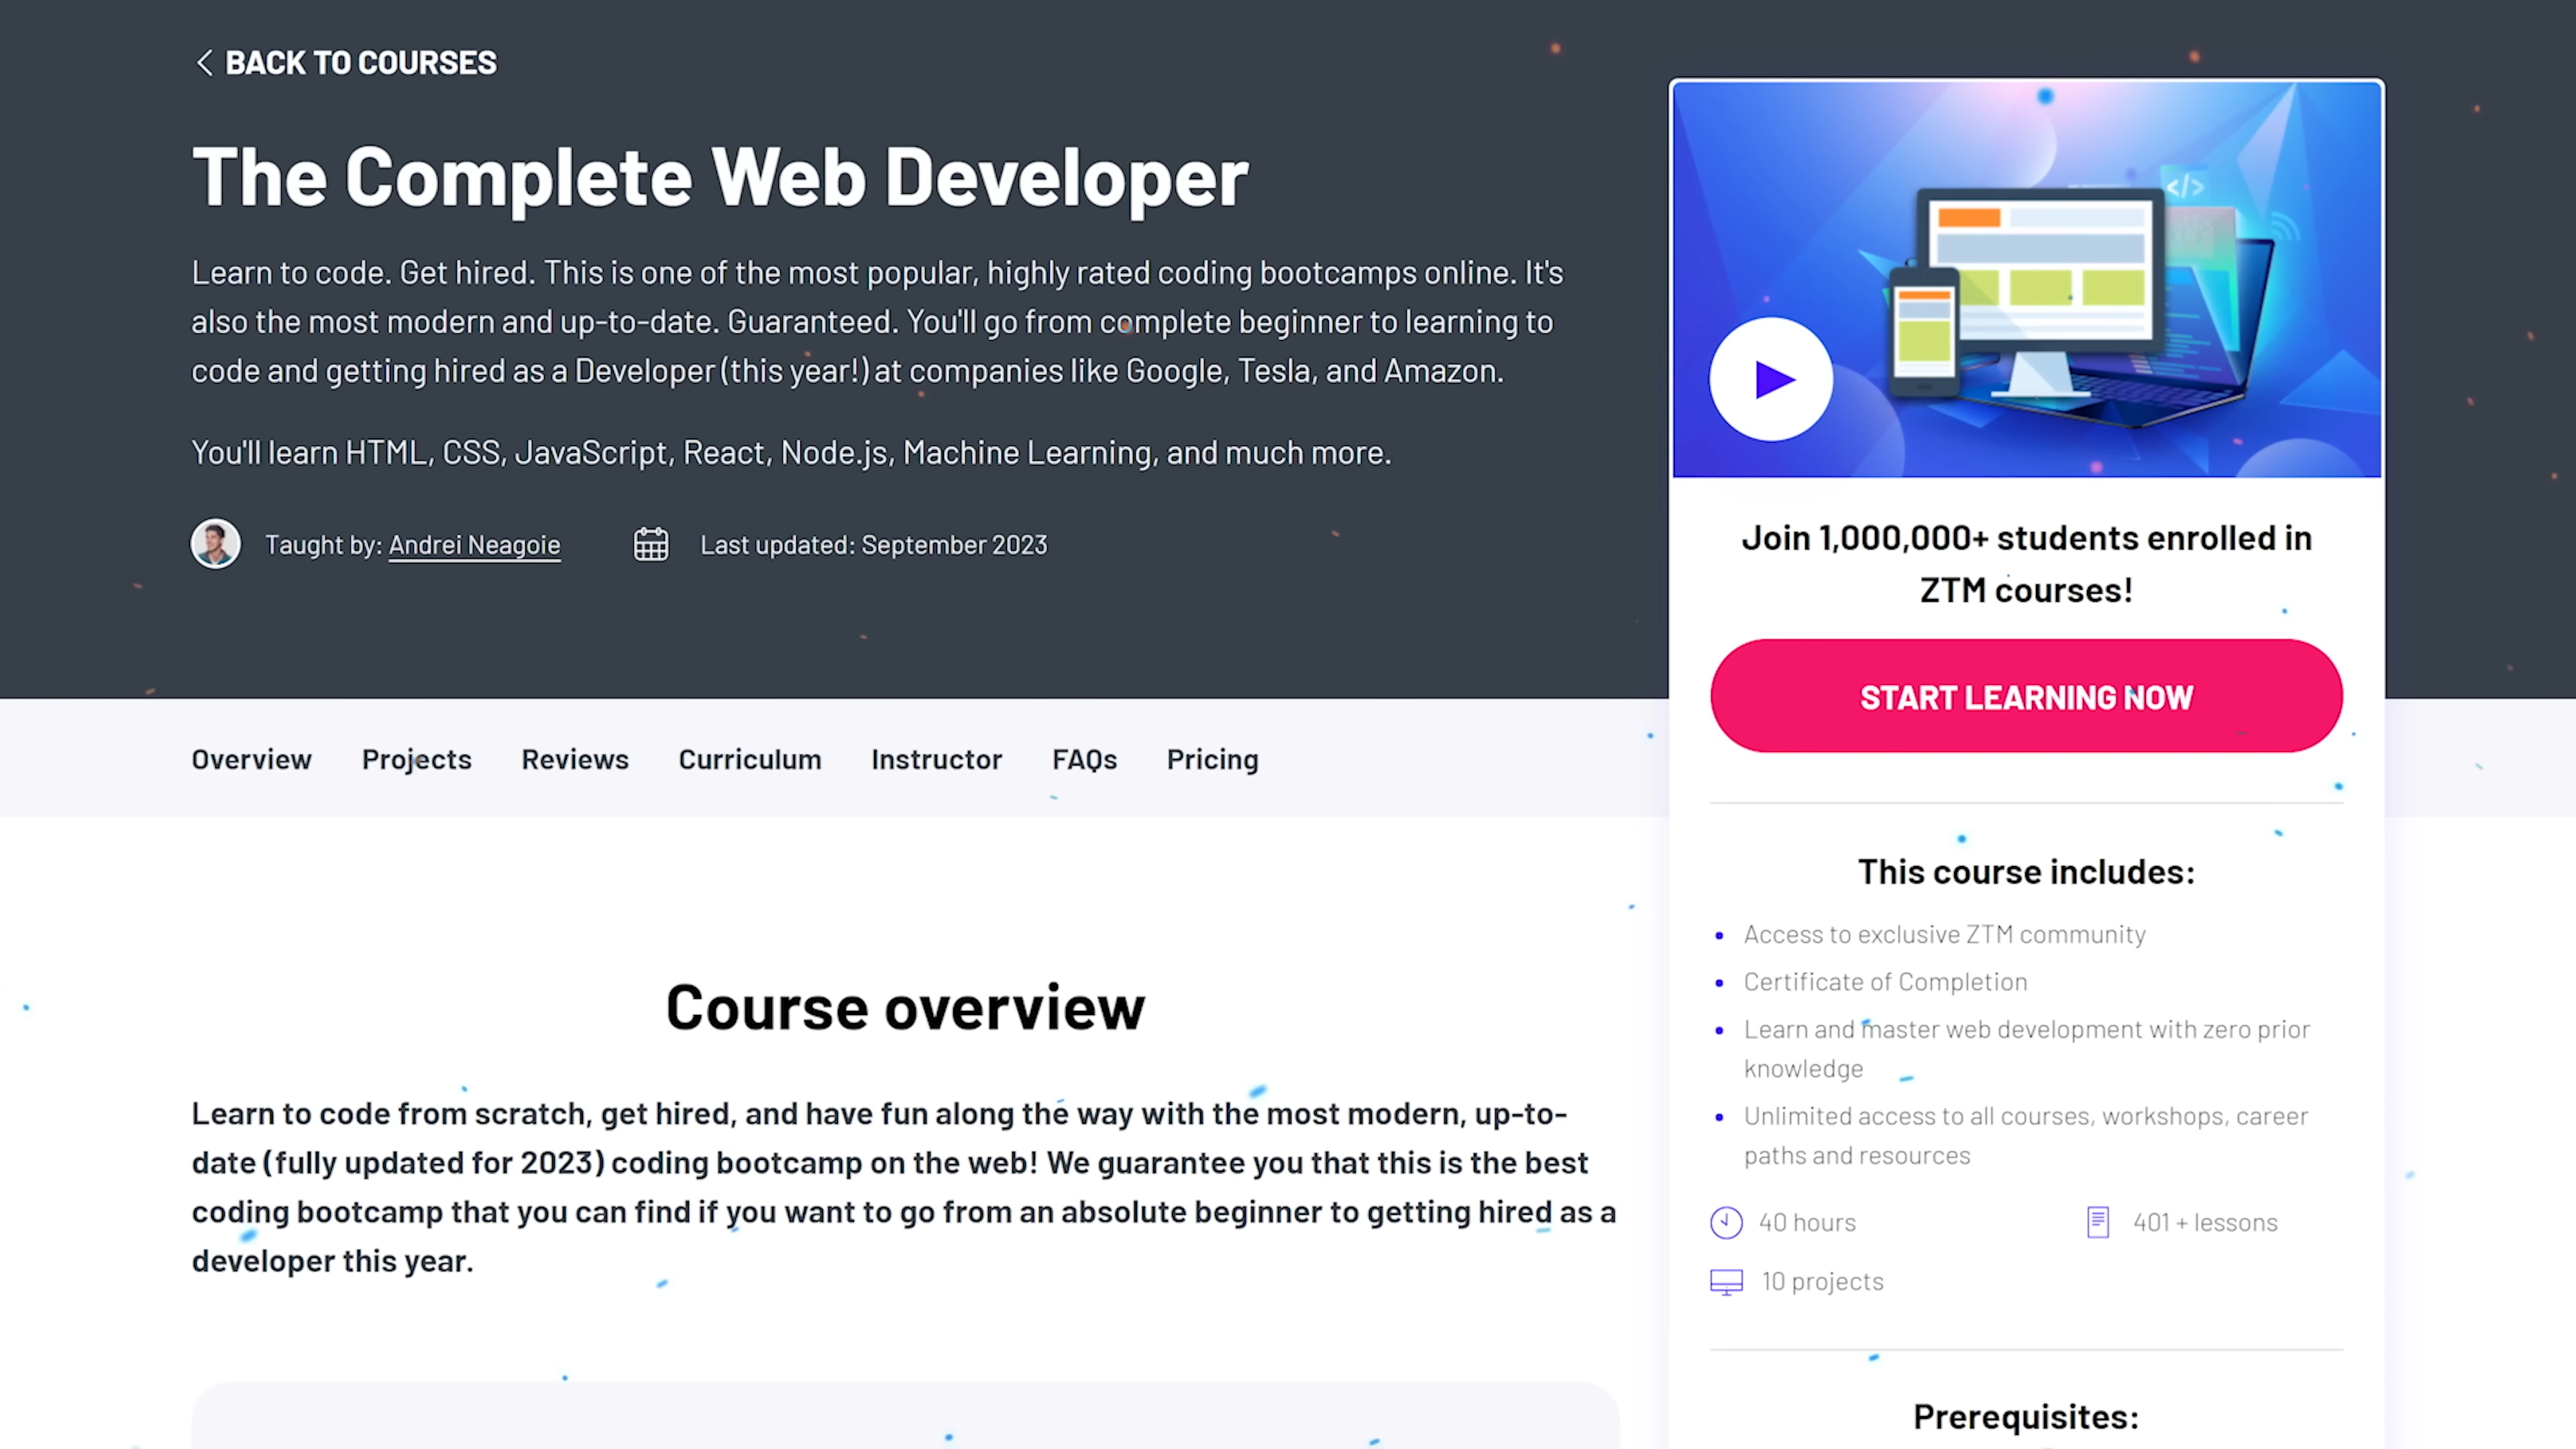 BACK TO COURSES
The Complete Web Developer
Learn to code. Get hired. This is one of the most popular, highly rated coding bootcamps online. It's
also the most modern and up-to-date. Guaranteed. You'll go from complete beginner to learning to
code and getting hired as a Developer (this year!) at companies like Google, Tesla, and Amazon.
You'll learn HTML, CSS, JavaScript, React, Node.js, Machine Learning, and much more.
Taught by: Andrei Neagoie
Last updated: September 2023
</>
Join 1,000,000+ students enrolled in
ZTM courses!
START LEARNING NOW
Overview
Projects
Reviews
Curriculum
Instructor
FAQs
Pricing
Course overview
Learn to code from scratch, get hired, and have fun along the way with the most modern, up-to-
date (fully updated for 2023) coding bootcamp on the web! We guarantee you that this is the best
coding bootcamp that you can find if you want to go from an absolute beginner to getting hired as a
developer this year.
This course includes:
Access to exclusive ZTM community
Certificate of Completion
Learn and master web development with zero prior
knowledge
Unlimited access to all courses, workshops, career
paths and resources
40 hours
401 + lessons
10 projects
Prerequisites: